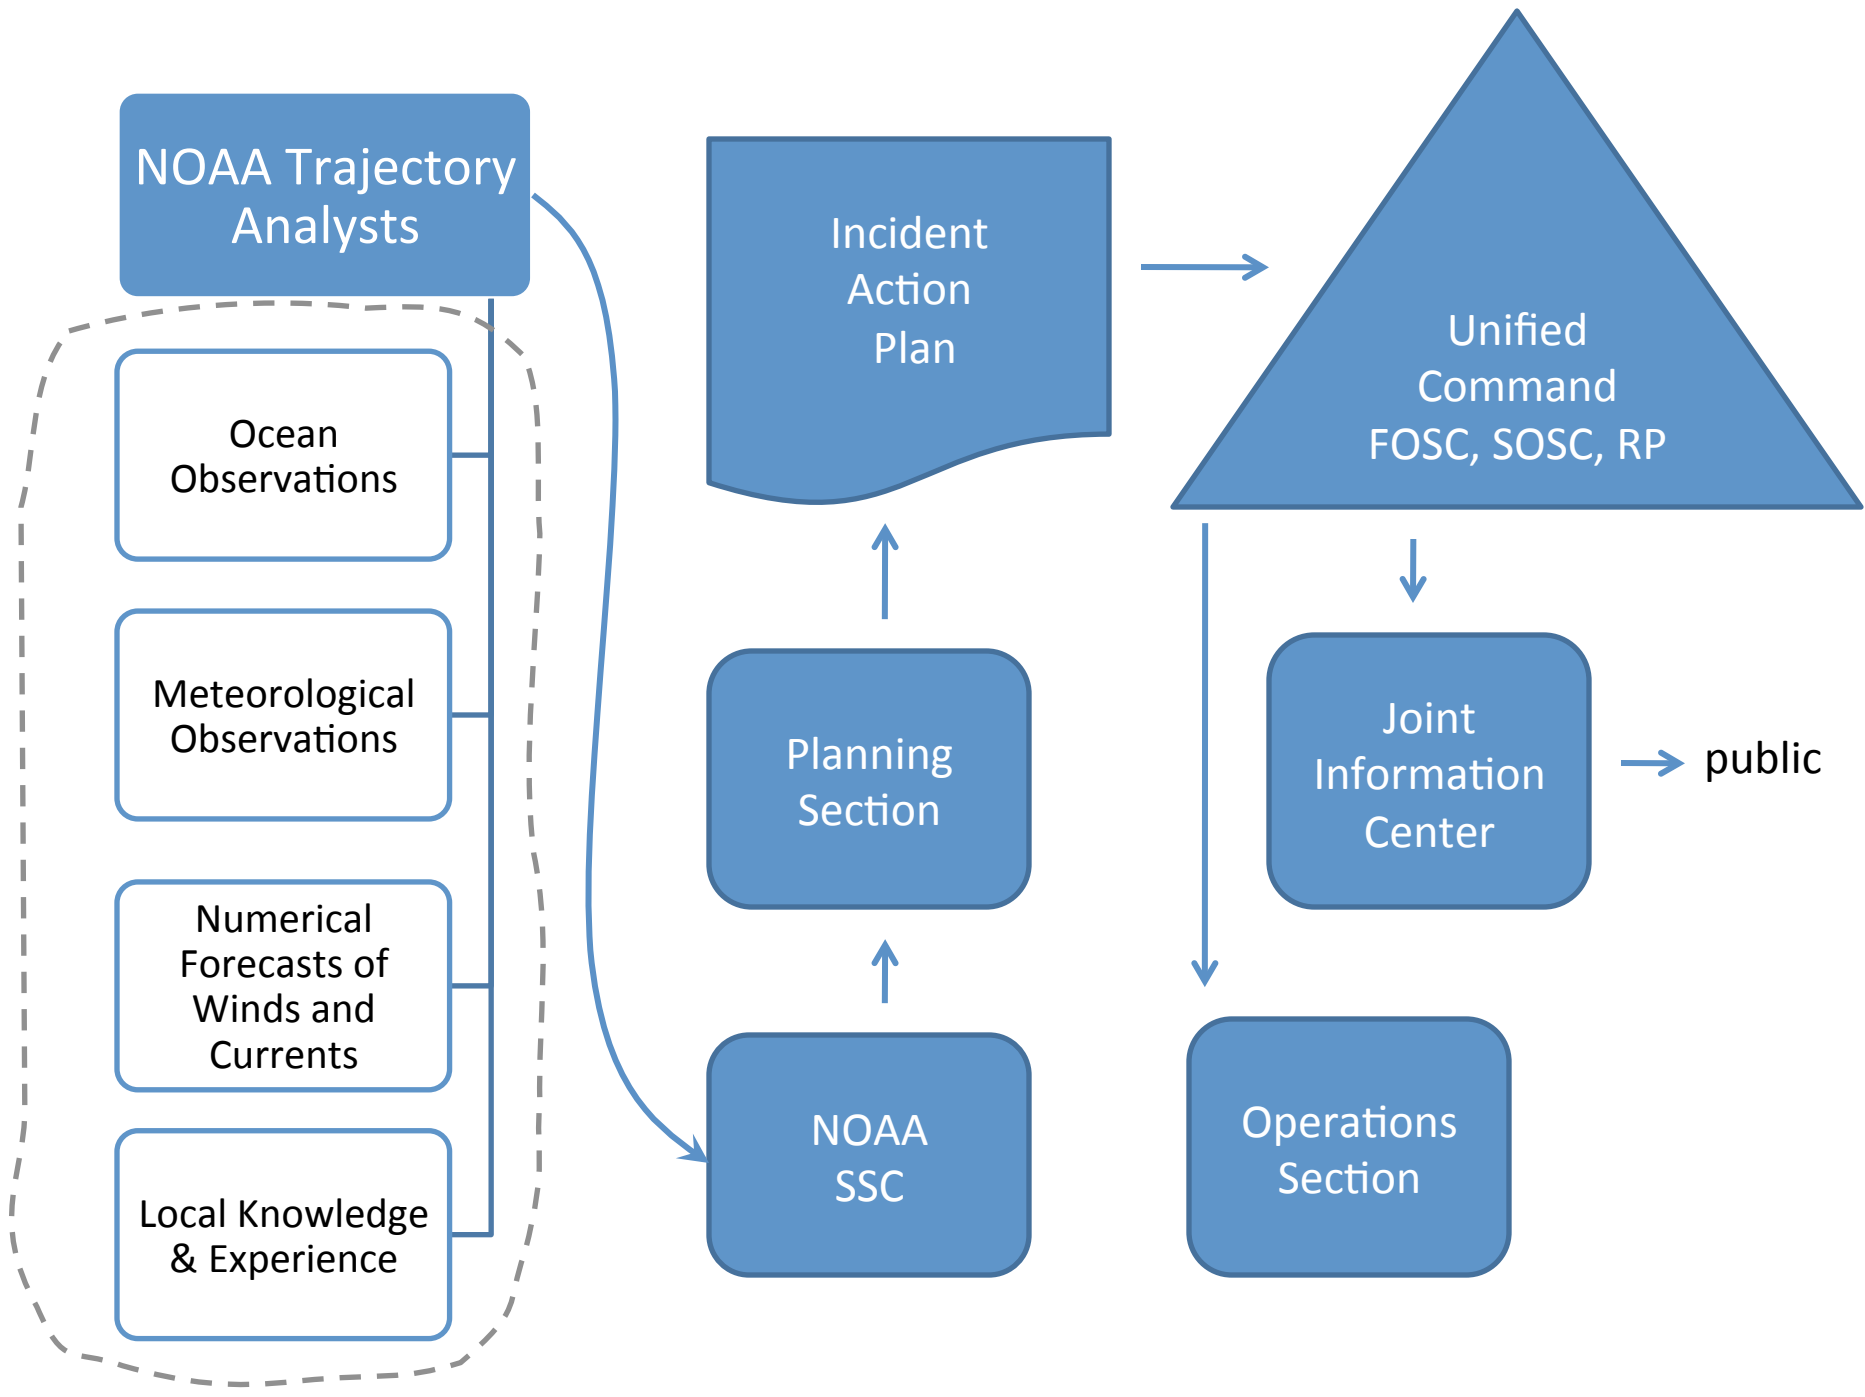 NOAA Trajectory
Analysts
Ocean
Observations
Meteorological
Observations
Numerical
Forecasts of
Winds and
Currents
Local Knowledge
& Experience
Incident
Action
Plan
Planning
Section
NOAA
SSC
Unified
Command
FOSC, SOSC, RP
Joint
Information
Center
public
Operations
Section